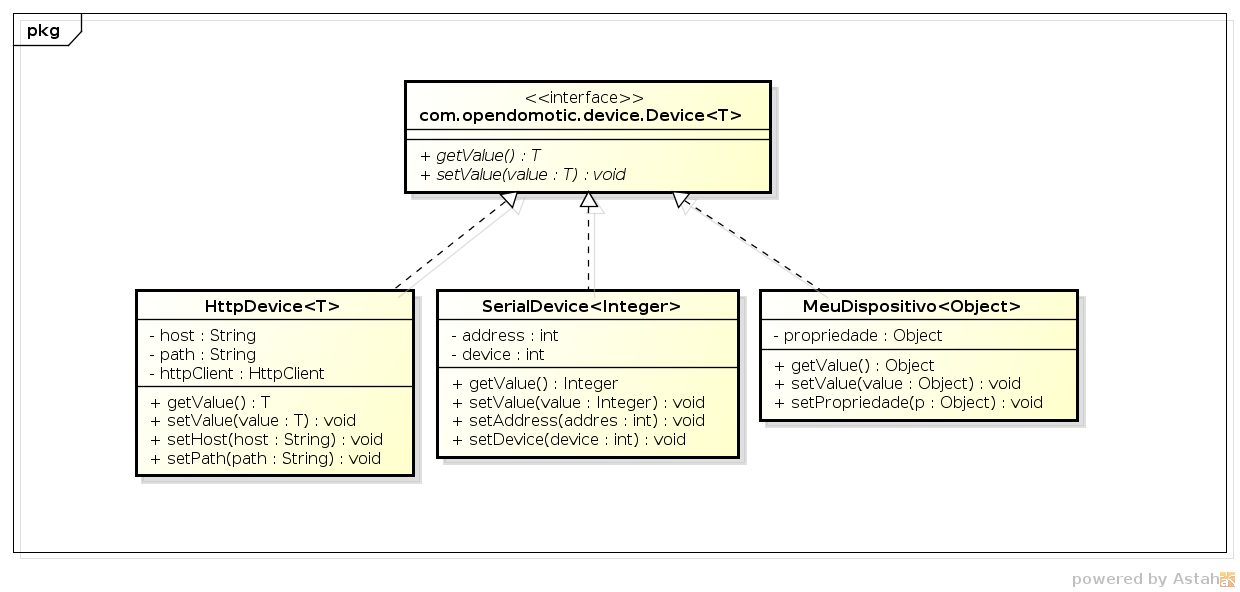 pkg
<<interface>>
com.opendomotic.device.Device<T>
+ getValue() : T
+ setValue(value : T) : void
HttpDevice<T>
- host : String
- path : String
- httpClient : HttpClient
+ getValue() : T
+ setValue(value : T) : void
+ setHost(host : String) : void
+ setPath(path : String) : void
SerialDevice<Integer>
- address : int
- device : int
+ getValue() : Integer
+ setValue(value : Integer) : void
+ setAddress(addres : int) : void
+ setDevice(device : int) : void
MeuDispositivo<Object>
- propriedade : Object
+ getValue() : Object
+ setValue(value : Object) : void
+ setPropriedade(p : Object) : void
powered by Astah